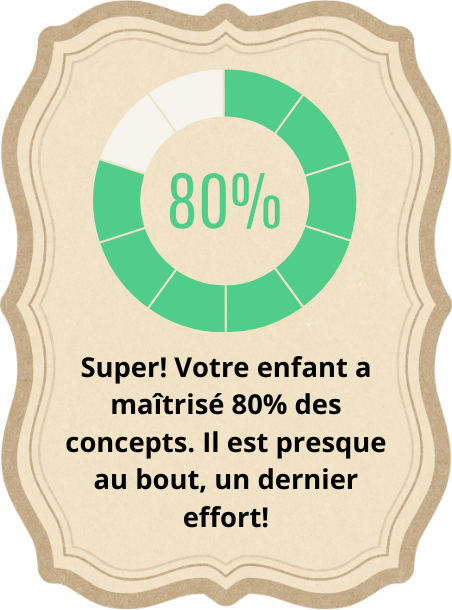 80%
Super! Votre enfant a
maîtrisé 80% des
concepts. Il est presque
au bout, un dernier
effort!